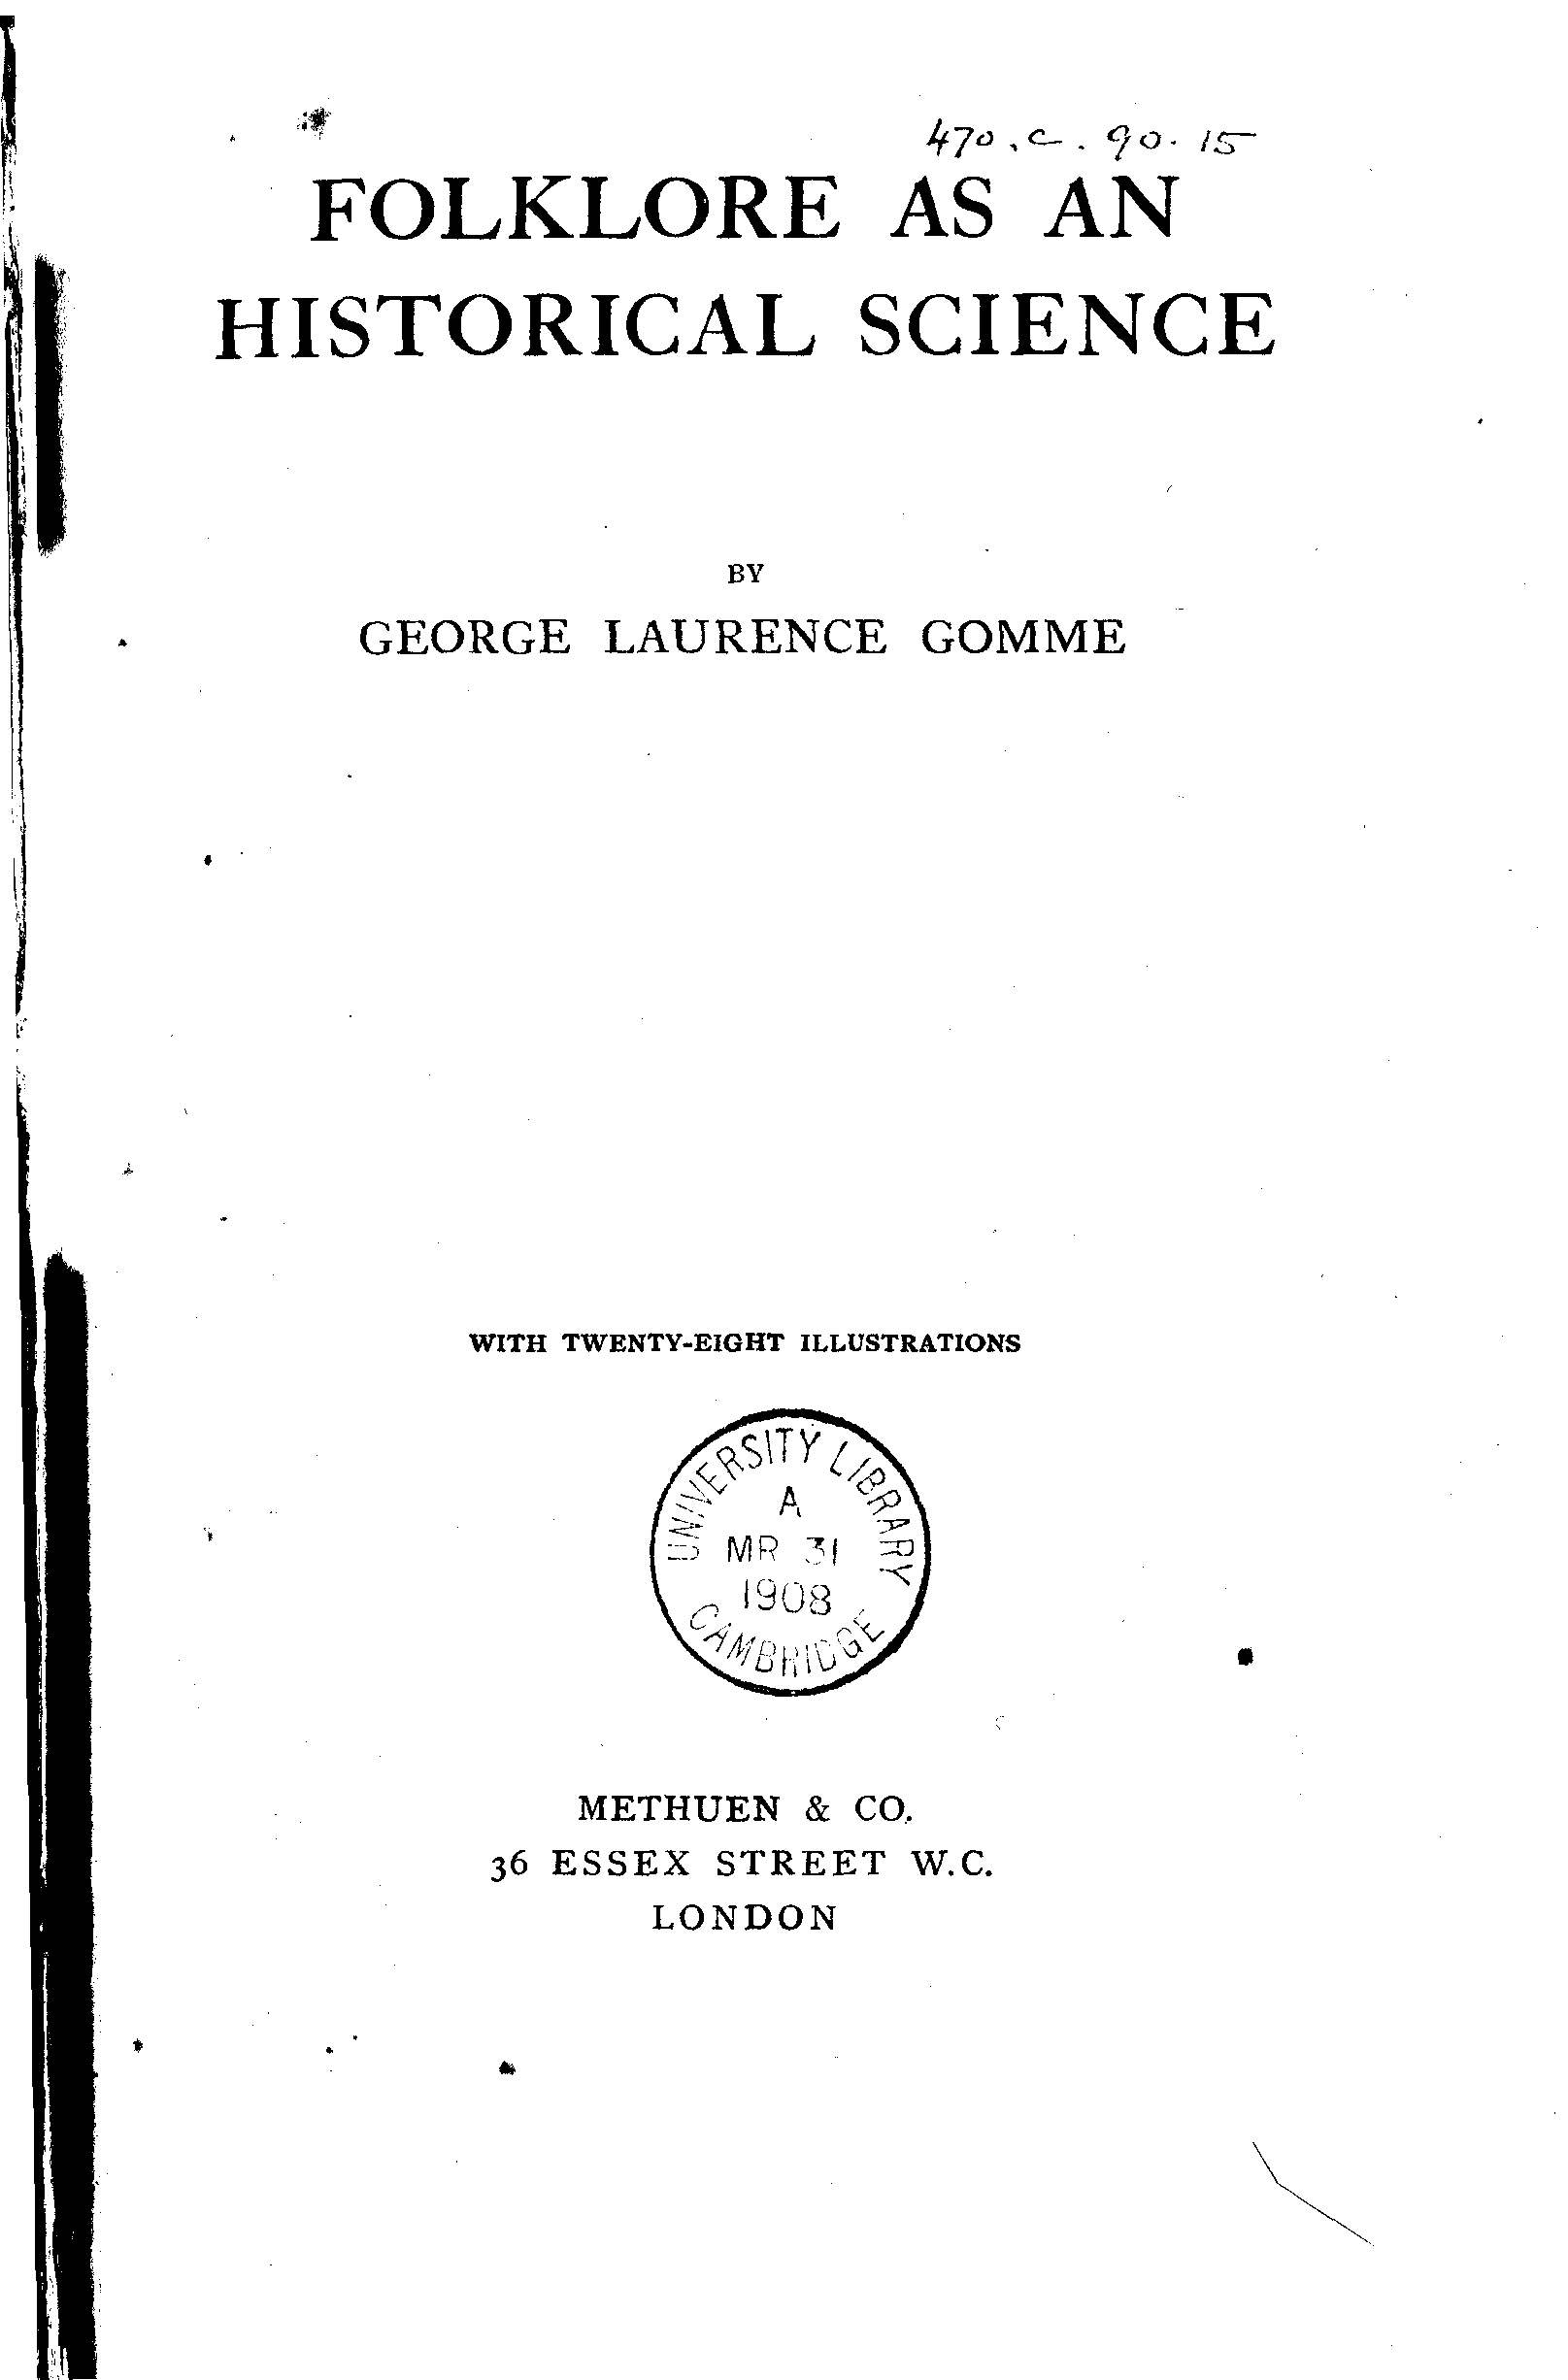 470.c.90.15
FOLKLORE AS AN
HISTORICAL SCIENCE
BY
GEORGE LAURENCE GOMME
WITH TWENTY-EIGHT ILLUSTRATIONS
UNIVERSITY LIBRARY
A
MR 31
1908
CAMBRIDGE
METHUEN & CO.
36 ESSEX STREET W.C.
LONDON